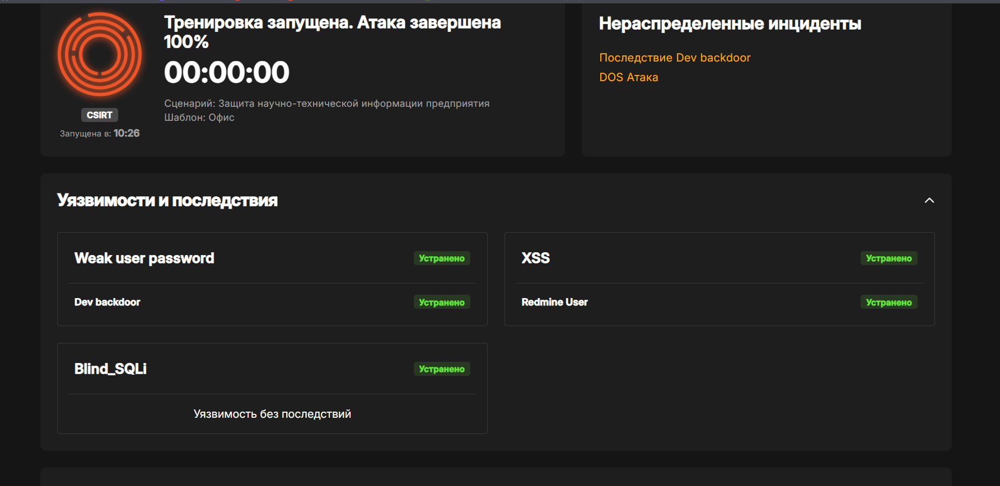 Тренировка запущена. Атака завершена
100%
00:00:00
Сценарий: Защита научно-технической информации предприятия
Шаблон: Офис
CSIRT
Запущена в: 10:26
Нераспределенные инциденты
Последствие Dev backdoor
DOS Атака
Уязвимости и последствия
Weak user password
Устранено
Dev backdoor
Устранено
XSS
Устранено
Redmine User
Устранено
Blind_SQLi
Устранено
Уязвимость без последствий